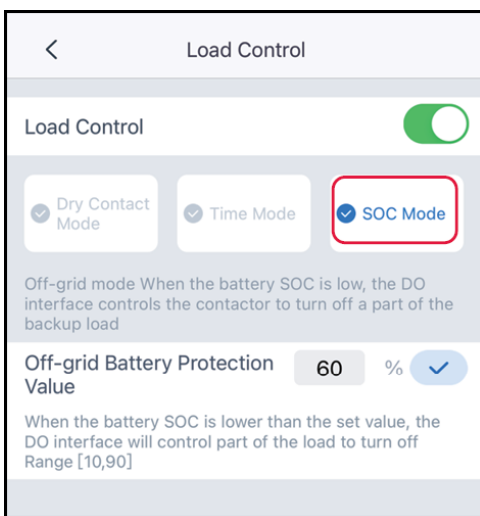 Load Control
Load Control
Dry Contact
Mode
Time Mode
SOC Mode
Off-grid mode When the battery SOC is low, the DO
interface controls the contactor to turn off a part of the
backup load
Off-grid Battery Protection
Value
60 %
When the battery SOC is lower than the set value, the
DO interface will control part of the load to turn off
Range [10,90]